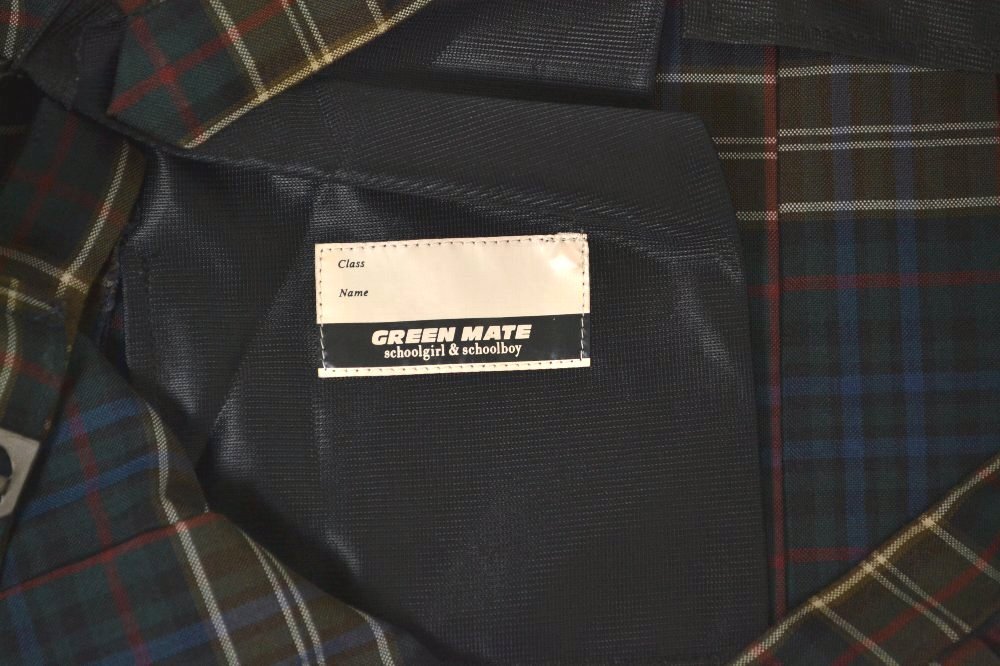 Class
Name
GREEN MATE
schoolgirl & schoolboy